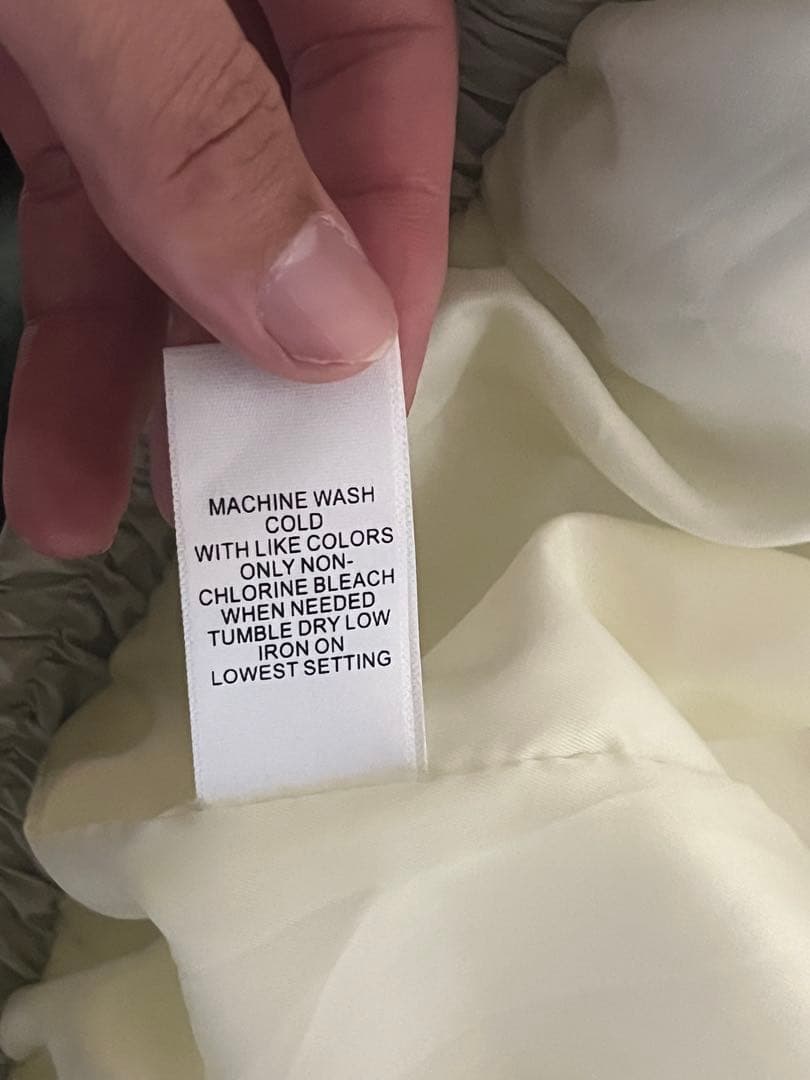 MACHINE WASH
COLD
WITH LIKE COLORS
ONLY NON-
CHLORINE BLEACH
WHEN NEEDED
TUMBLE DRY LOW
IRON ON
LOWEST SETTING